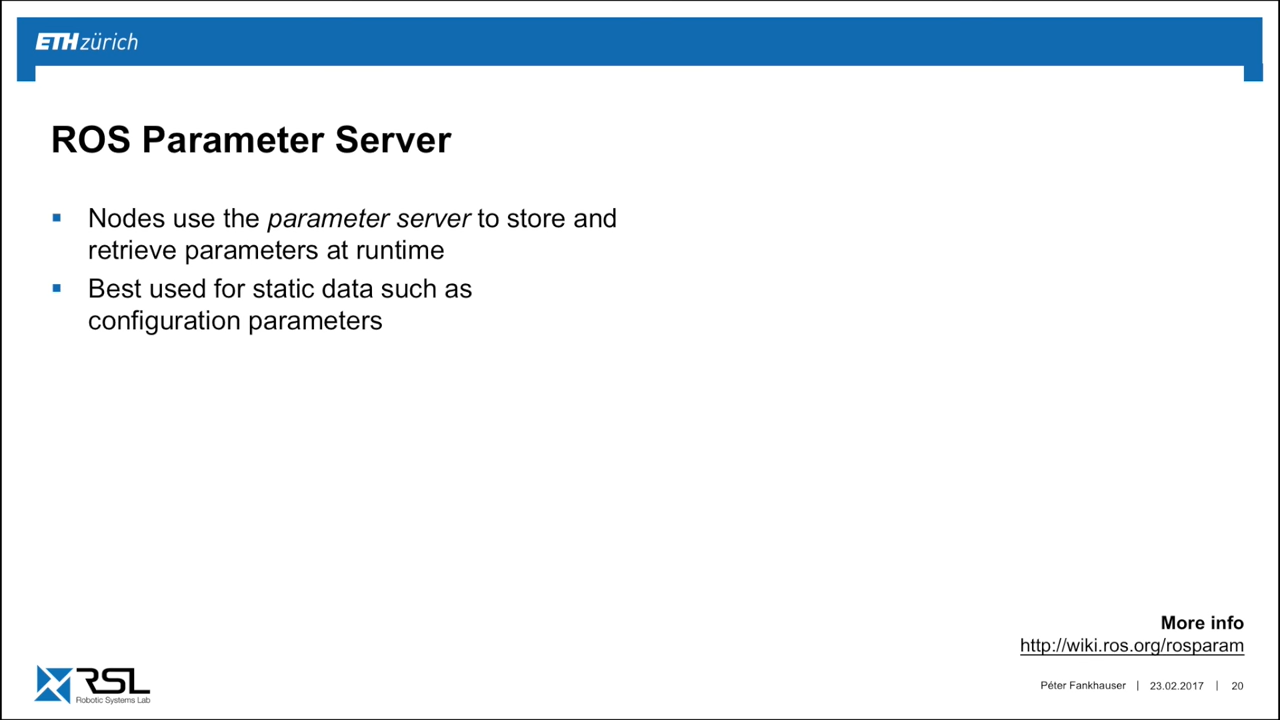 ETH zürich
ROS Parameter Server
Nodes use the parameter server to store and
retrieve parameters at runtime
Best used for static data such as
configuration parameters
More info
http://wiki.ros.org/rosparam
RSL
Robotic Systems Lab
Péter Fankhauser | 23.02.2017 | 20